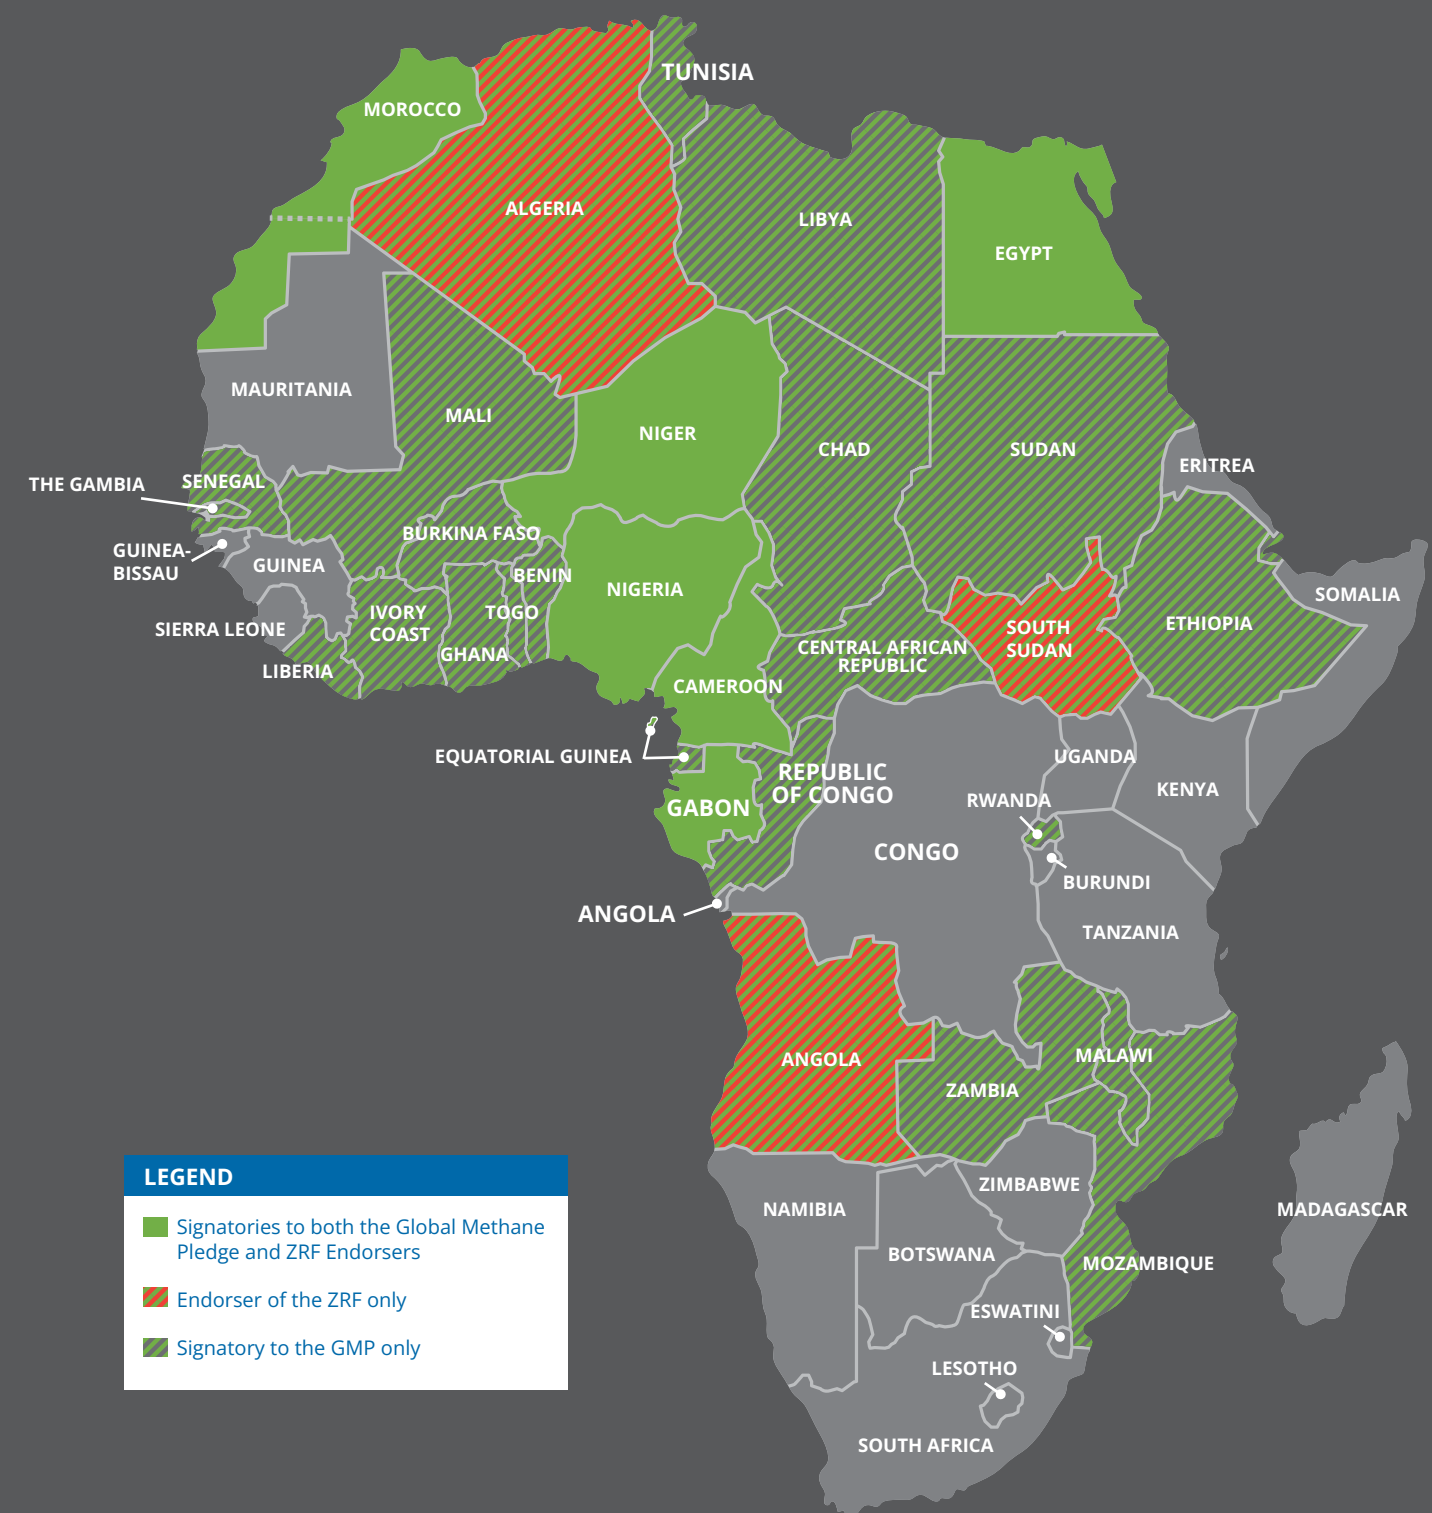 TUNISIA
MOROCCO
ALGERIA
LIBYA
EGYPT
MAURITANIA
MALI
NIGER
CHAD
SUDAN
ERITREA
THE GAMBIA
SENEGAL
BURKINA FASO
GUINEA-
BISSAU
GUINEA
BENIN
NIGERIA
SOMALIA
IVORY
COAST
TOGO
ETHIOPIA
SIERRA LEONE
GHANA
CENTRAL AFRICAN
REPUBLIC
SOUTH
SUDAN
LIBERIA
CAMEROON
EQUATORIAL GUINEA
UGANDA
REPUBLIC
OF CONGO
KENYA
GABON
RWANDA
CONGO
BURUNDI
ANGOLA
TANZANIA
ANGOLA
MALAWI
ZAMBIA
ZIMBABWE
NAMIBIA
MADAGASCAR
BOTSWANA
MOZAMBIQUE
ESWATINI
LESOTHO
SOUTH AFRICA
LEGEND
Signatories to both the Global Methane
Pledge and ZRF Endorsers
Endorser of the ZRF only
Signatory to the GMP only